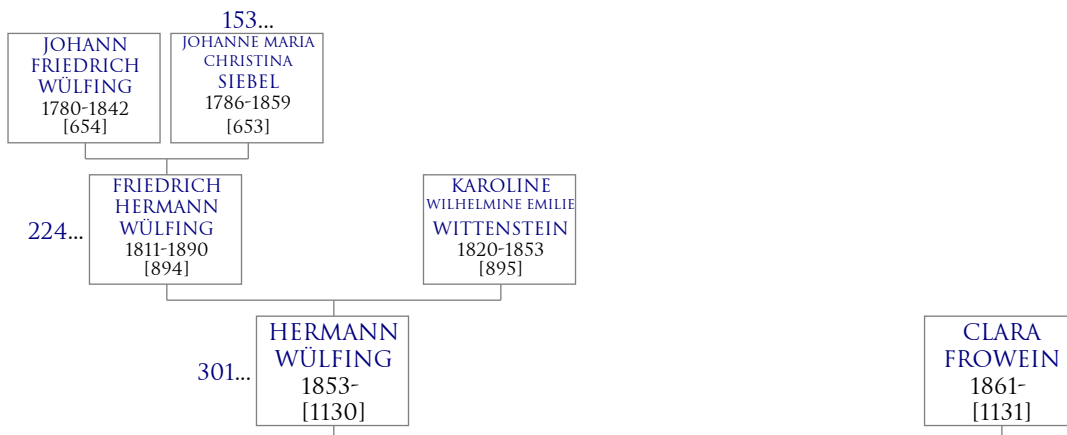 153...
JOHANN
FRIEDRICH
WÜLFING
1780-1842
[654]
JOHANNE MARIA
CHRISTINA
SIEBEL
1786-1859
[653]
224...
FRIEDRICH
HERMANN
WÜLFING
1811-1890
[894]
KAROLINE
WILHELMINE EMILIE
WITTENSTEIN
1820-1853
[895]
301...
HERMANN
WÜLFING
1853-
[1130]
CLARA
FROWEIN
1861-
[1131]